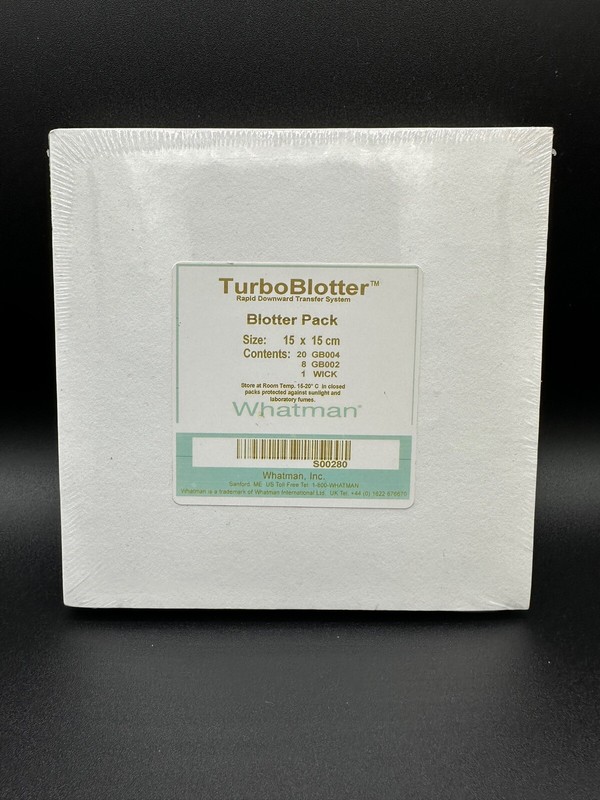 TurboBlotter™
Rapid Downward Transfer System
Blotter Pack
Size: 15 x 15 cm
Contents: 20 GB004
8 GB002
1 WICK
Store at Room Temp. 15-20° C in closed
packs protected against sunlight and
laboratory fumes.
Whatman®
S00280
Whatman, Inc.
Sanford, ME US Toll Free Tel: 1-800-WHATMAN
Whatman is a trademark of Whatman International Ltd. UK Tel. +44 (0) 1622